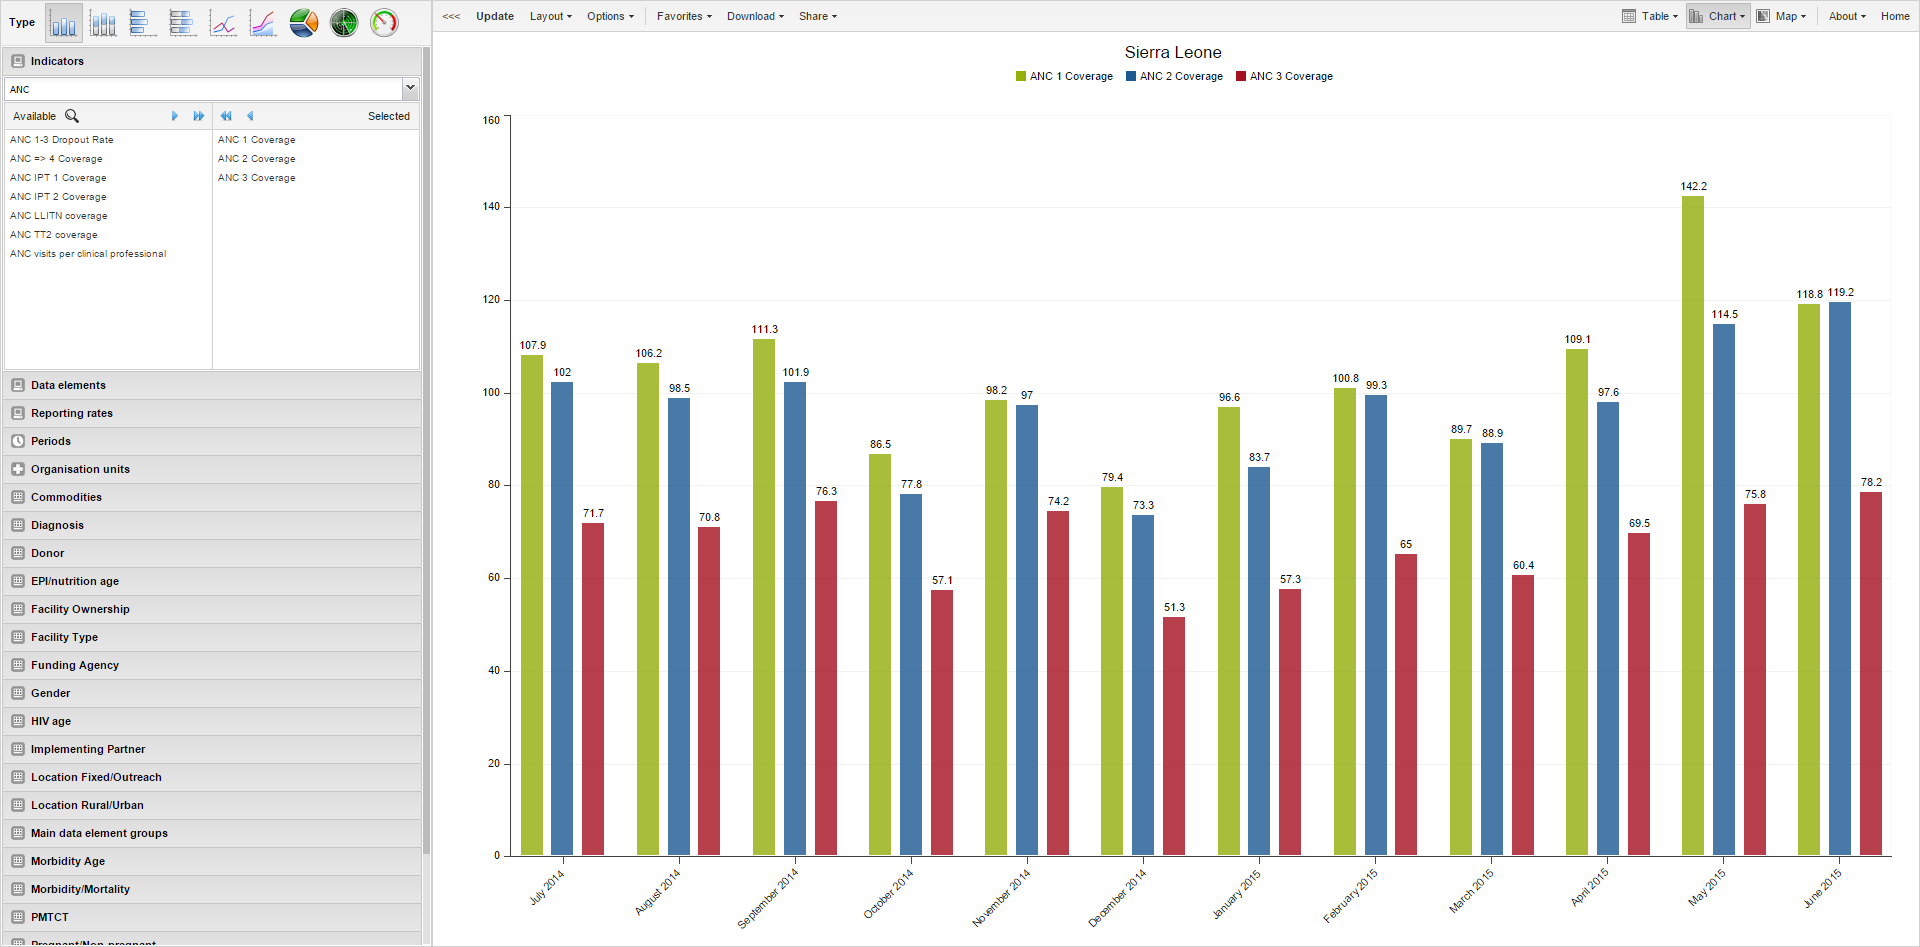 Type
<<< Update Layout Options Favorites Download Share Table Chart Map About Home
Indicators
ANC
Available Selected
ANC 1-3 Dropout Rate
ANC => 4 Coverage
ANC IPT 1 Coverage
ANC IPT 2 Coverage
ANC LLITN coverage
ANC TT2 coverage
ANC visits per clinical professional
ANC 1 Coverage
ANC 2 Coverage
ANC 3 Coverage
Data elements
Reporting rates
Periods
Organisation units
Commodities
Diagnosis
Donor
EPI/nutrition age
Facility Ownership
Facility Type
Funding Agency
Gender
HIV age
Implementing Partner
Location Fixed/Outreach
Location Rural/Urban
Main data element groups
Morbidity Age
Morbidity/Mortality
PMTCT
Pregnant/Non-pregnant
Sierra Leone
ANC 1 Coverage ANC 2 Coverage ANC 3 Coverage
160
140
120
100
80
60
40
20
0
107.9 102 71.7
106.2 98.5 70.8
111.3 101.9 76.3
86.5 77.8 57.1
98.2 97 74.2
79.4 73.3 51.3
96.6 83.7 57.3
100.8 99.3 65
89.7 88.9 60.4
109.1 97.6 69.5
142.2 114.5 75.8
118.8 119.2 78.2
July 2014
August 2014
September 2014
October 2014
November 2014
December 2014
January 2015
February 2015
March 2015
April 2015
May 2015
June 2015